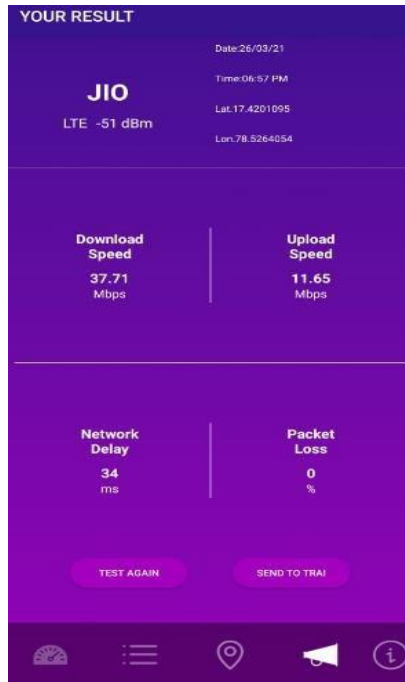 YOUR RESULT
JIO
LTE -51 dBm
Date:26/03/21
Time:06:57 PM
Lat.17.4201095
Lon.78.5264054
Download
Speed
37.71
Mbps
Upload
Speed
11.65
Mbps
Network
Delay
34
ms
Packet
Loss
0
%
TEST AGAIN
SEND TO TRAI